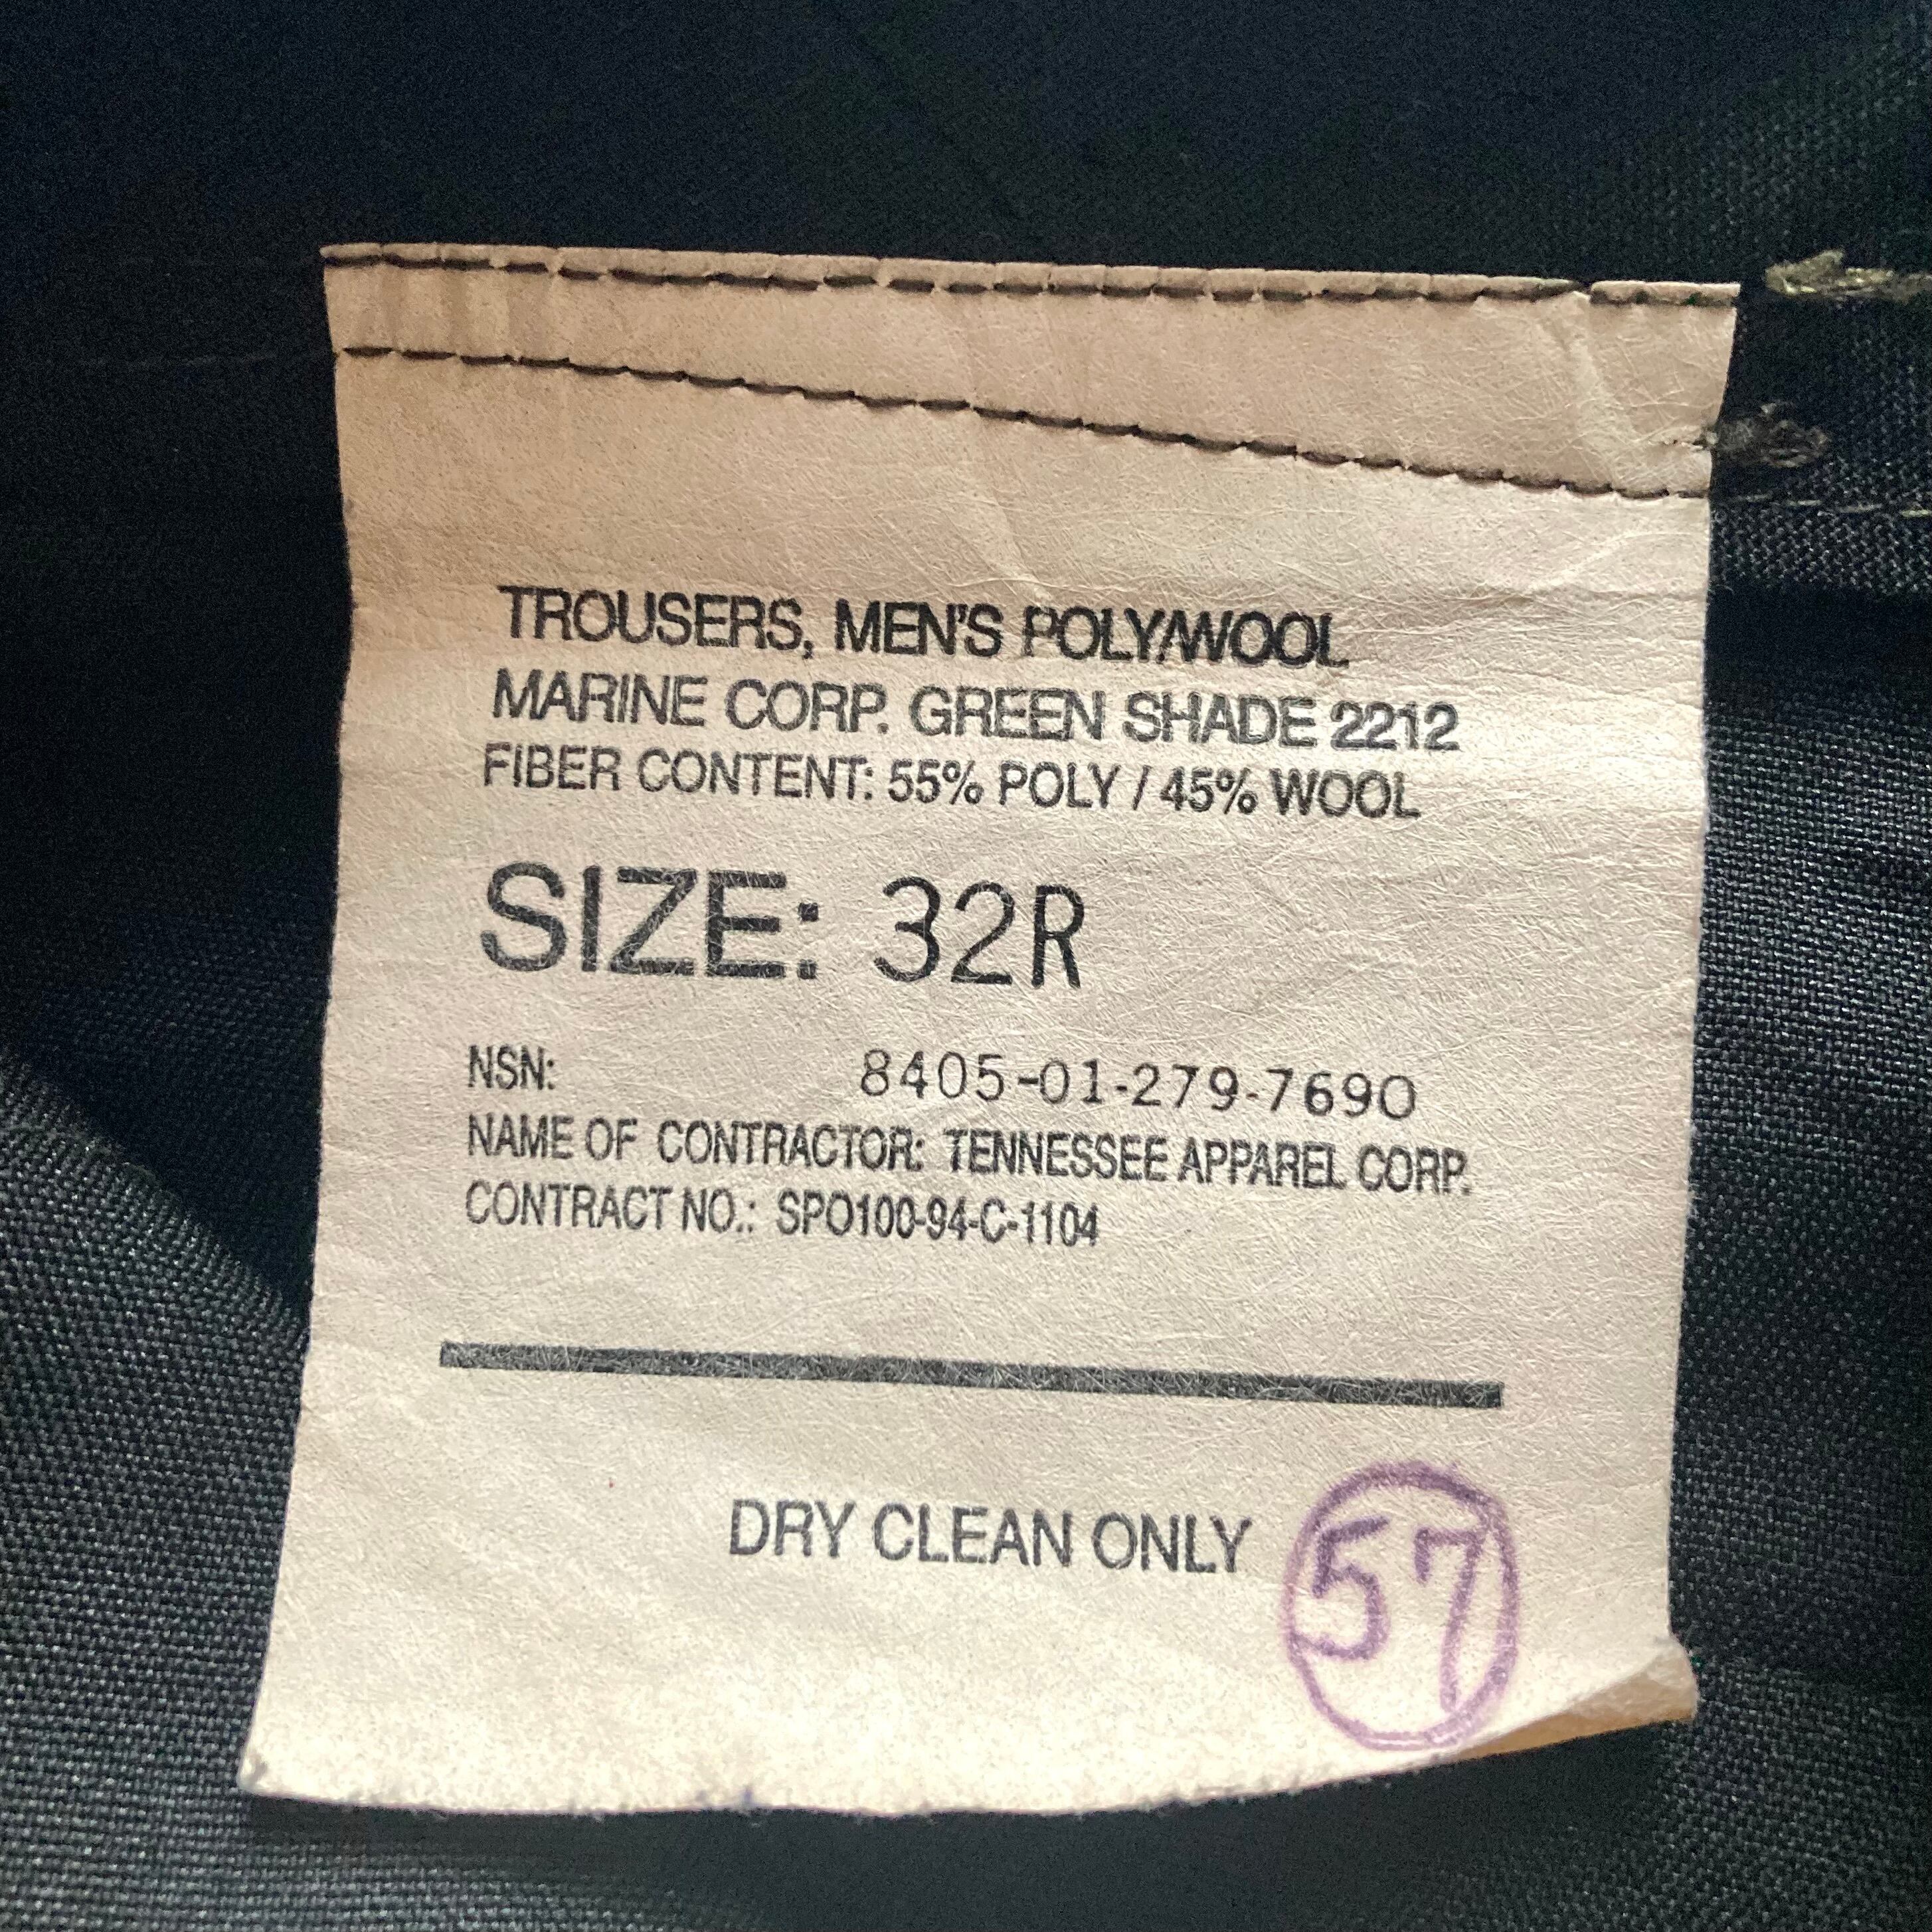 TROUSERS, MEN'S POLY/WOOL
MARINE CORP. GREEN SHADE 2212
FIBER CONTENT: 55% POLY / 45% WOOL
SIZE: 32R
NSN: 8405-01-279-7690
NAME OF CONTRACTOR: TENNESSEE APPAREL CORP.
CONTRACT NO.: SPO100-94-C-1104
DRY CLEAN ONLY
57